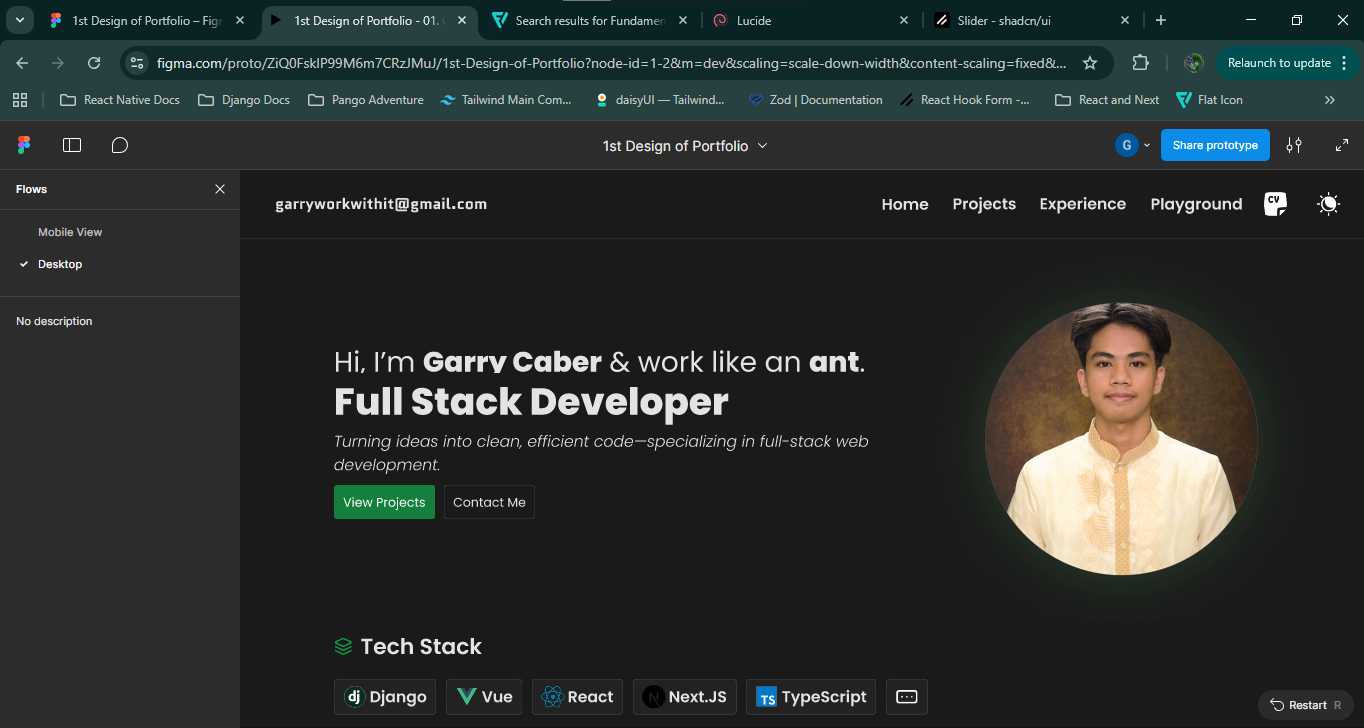 1st Design of Portfolio – Figr
1st Design of Portfolio - 01.
Search results for Fundamen
Lucide
Slider - shadcn/ui
figma.com/proto/ZiQ0FskIP99M6m7CRzJMuJ/1st-Design-of-Portfolio?node-id=1-2&m=dev&scaling=scale-down-width&content-scaling=fixed&...
Relaunch to update
React Native Docs
Django Docs
Pango Adventure
Tailwind Main Com...
daisyUI — Tailwind...
Zod | Documentation
React Hook Form -...
React and Next
Flat Icon
1st Design of Portfolio
G
Share prototype
Flows
Mobile View
Desktop
No description
garryworkwithit@gmail.com
Home
Projects
Experience
Playground
CV
Hi, I’m Garry Caber & work like an ant.
Full Stack Developer
Turning ideas into clean, efficient code—specializing in full-stack web
development.
View Projects
Contact Me
Tech Stack
dj Django
Vue
React
N Next.JS
TS TypeScript
Restart R